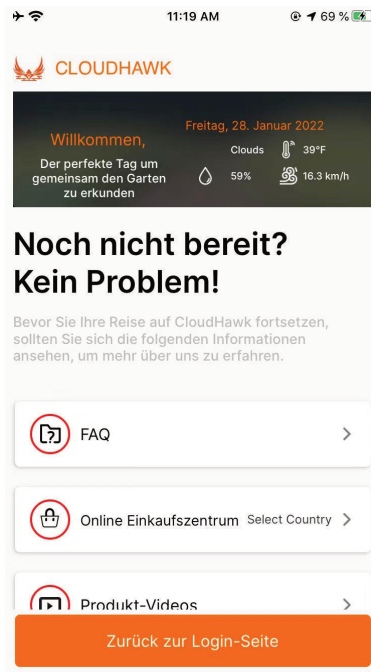 11:19 AM
69 %
CLOUDHAWK
Willkommen,
Der perfekte Tag um
gemeinsam den Garten
zu erkunden
Freitag, 28. Januar 2022
Clouds 39°F
59% 16.3 km/h
Noch nicht bereit?
Kein Problem!
Bevor Sie Ihre Reise auf CloudHawk fortsetzen,
sollten Sie sich die folgenden Informationen
ansehen, um mehr über uns zu erfahren.
FAQ
Online Einkaufszentrum Select Country
Produkt-Videos
Zurück zur Login-Seite